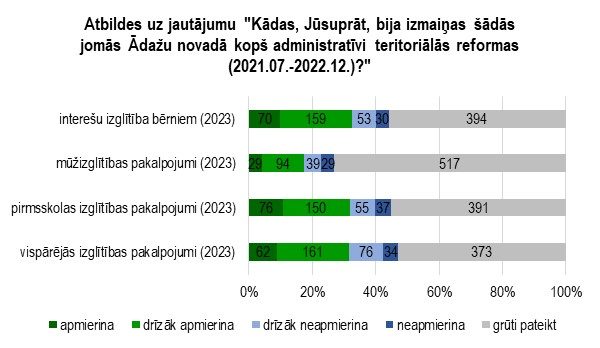 Atbildes uz jautājumu "Kādas, Jūsuprāt, bija izmaiņas šādās
jomās Ādažu novadā kopš administratīvi teritoriālās reformas
(2021.07.-2022.12.)?"
interešu izglītība bērniem (2023) 70 159 53 30 394
mūžizglītības pakalpojumi (2023) 29 94 39 29 517
pirmsskolas izglītības pakalpojumi (2023) 76 150 55 37 391
vispārējās izglītības pakalpojumi (2023) 62 161 76 34 373
0% 20% 40% 60% 80% 100%
apmierina drīzāk apmierina drīzāk neapmierina neapmierina grūti pateikt